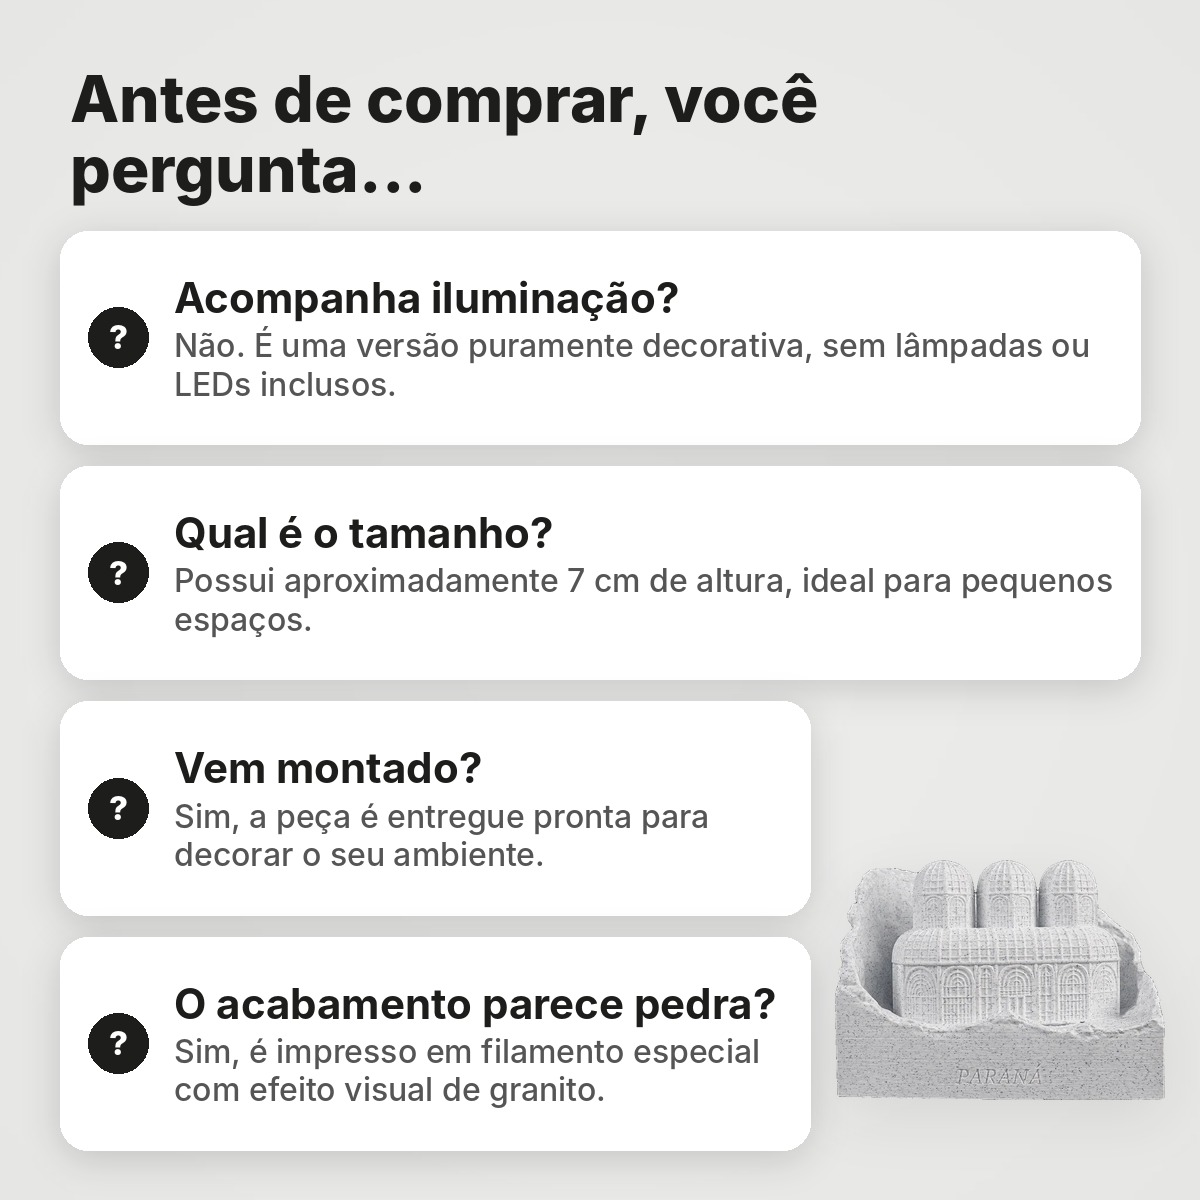 Antes de comprar, você
pergunta...
?
Acompanha iluminação?
Não. É uma versão puramente decorativa, sem lâmpadas ou
LEDs inclusos.
?
Qual é o tamanho?
Possui aproximadamente 7 cm de altura, ideal para pequenos
espaços.
?
Vem montado?
Sim, a peça é entregue pronta para
decorar o seu ambiente.
?
O acabamento parece pedra?
Sim, é impresso em filamento especial
com efeito visual de granito.
PARANÁ